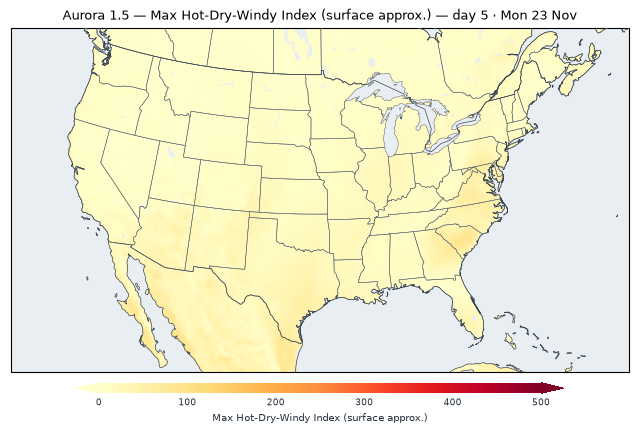 Aurora 1.5 — Max Hot-Dry-Windy Index (surface approx.) — day 5 · Mon 23 Nov
0 100 200 300 400 500
Max Hot-Dry-Windy Index (surface approx.)